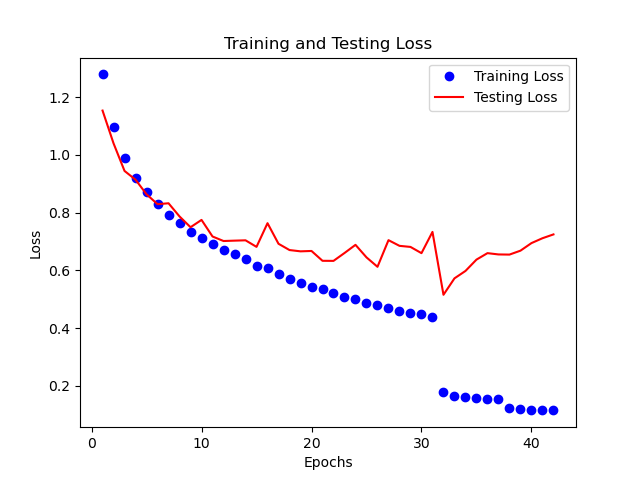 Training and Testing Loss
Training Loss
Testing Loss
1.2
1.0
0.8
0.6
0.4
0.2
Loss
0 10 20 30 40
Epochs